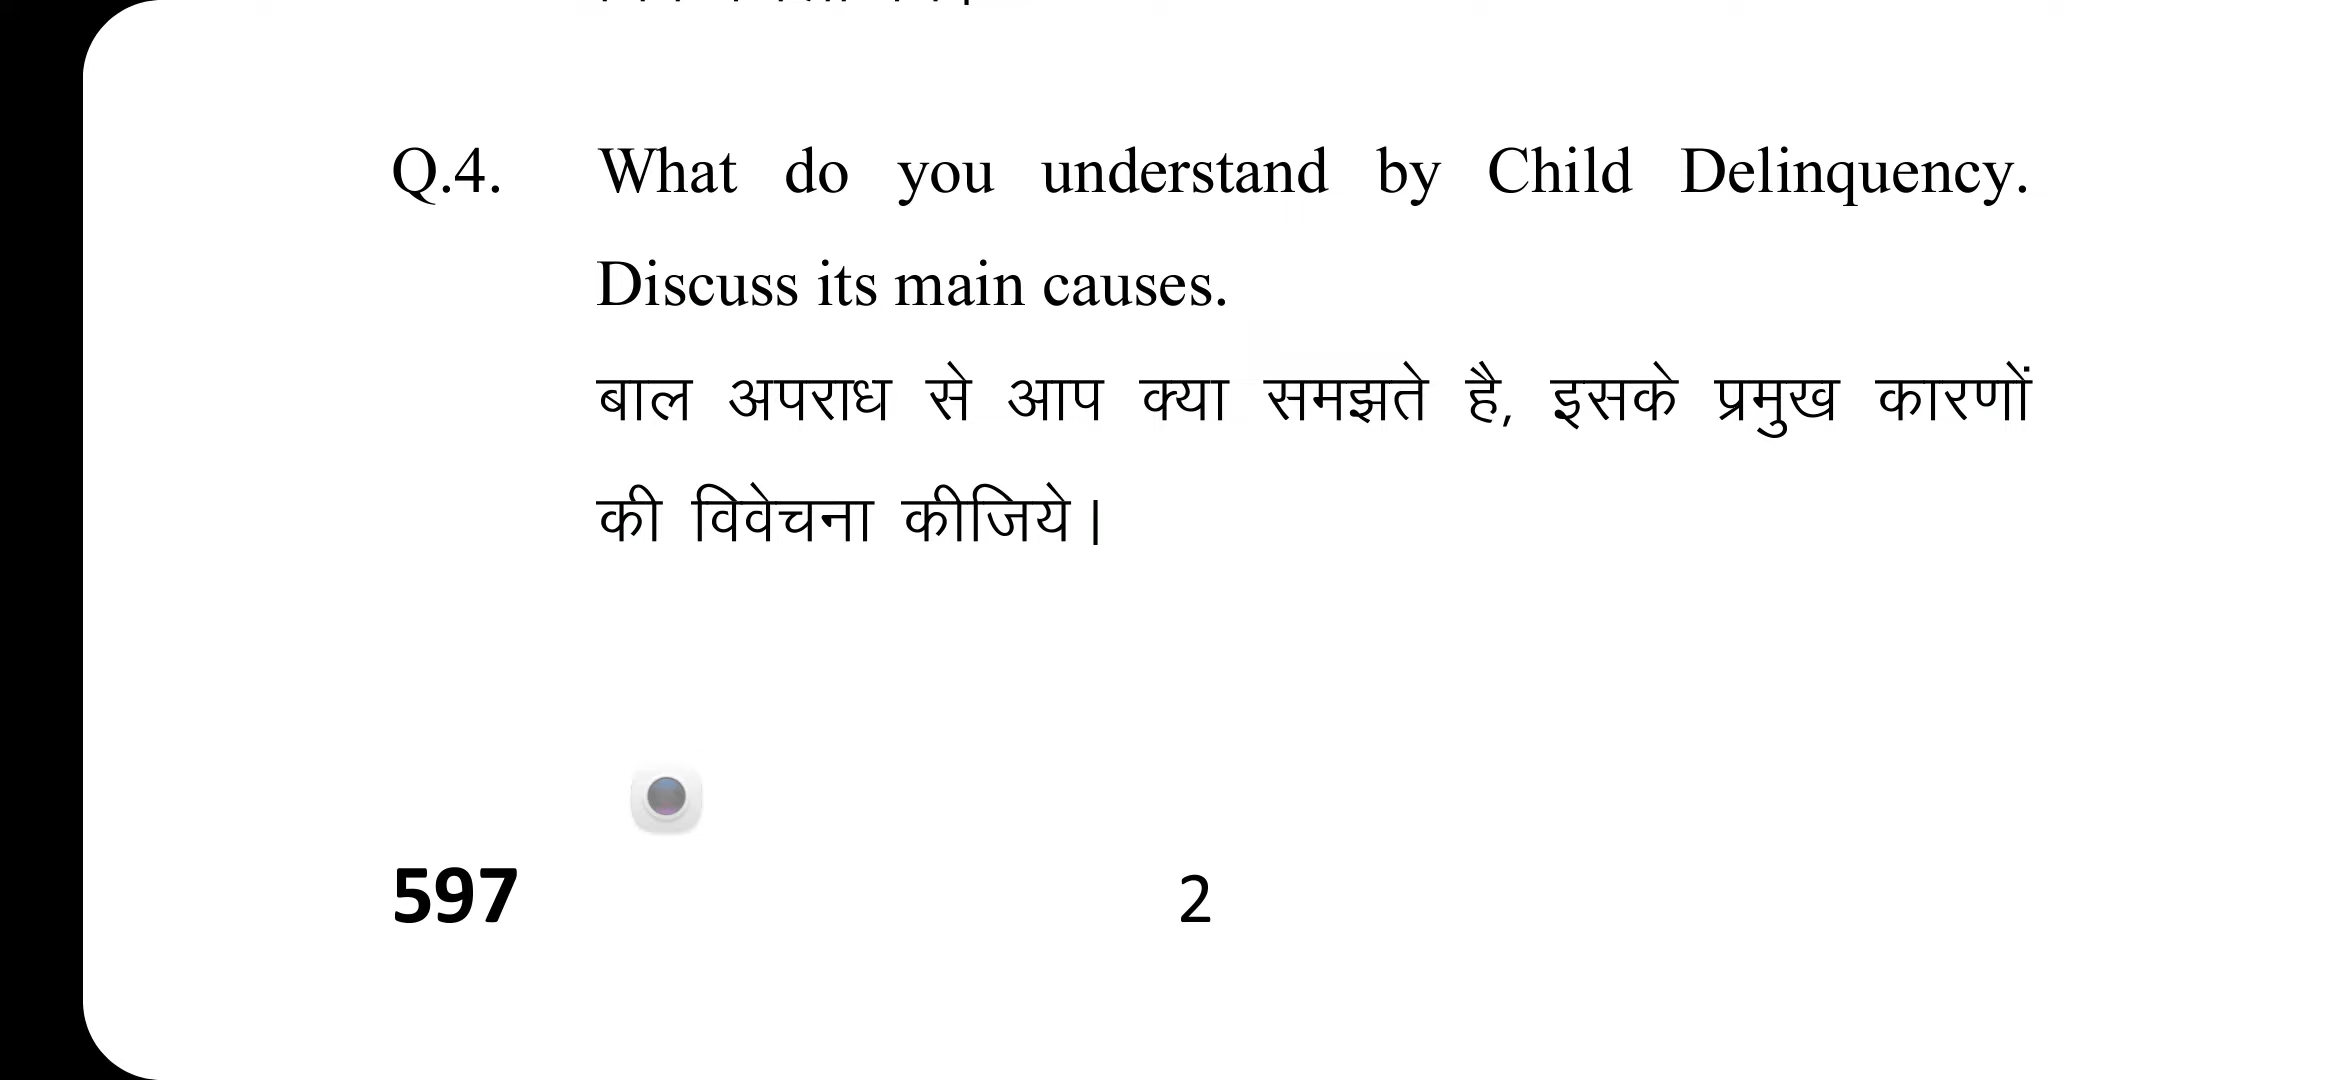 Q.4. What do you understand by Child Delinquency.
Discuss its main causes.
बाल अपराध से आप क्या समझते है, इसके प्रमुख कारणों
की विवेचना कीजिये।
597 2